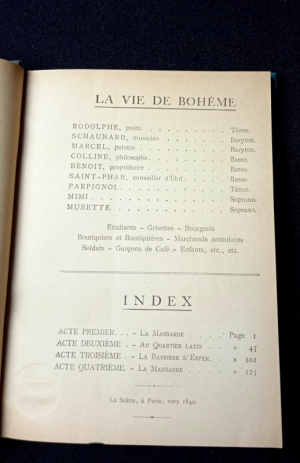 LA VIE DE BOHÈME
RODOLPHE, poète. . . . . . . . . . Ténor.
SCHAUNARD, musicien . . . . . . . . Baryton.
MARCEL, peintre . . . . . . . . . . Baryton.
COLLINE, philosophe. . . . . . . . . Basse.
BENOIT, propriétaire . . . . . . . . Basse.
SAINT-PHAR, conseiller d'État . . . . . Basse.
PARPIGNOL . . . . . . . . . . . Ténor.
MIMI . . . . . . . . . . . . . Soprano.
MUSETTE. . . . . . . . . . . . Soprano.
Etudiants - Grisettes - Bourgeois
Boutiquiers et Boutiquières - Marchands ambulants
Soldats - Garçons de Café - Enfants, etc., etc.
INDEX
ACTE PREMIER. . . - LA MANSARDE . . . . . Page 1
ACTE DEUXIÈME . . - AU QUARTIER LATIN . . . » 45
ACTE TROISIÈME . . - LA BARRIÈRE D'ENFER. . . » 101
ACTE QUATRIÈME. - LA MANSARDE . . . . . » 125
La Scène, à Paris, vers 1840.